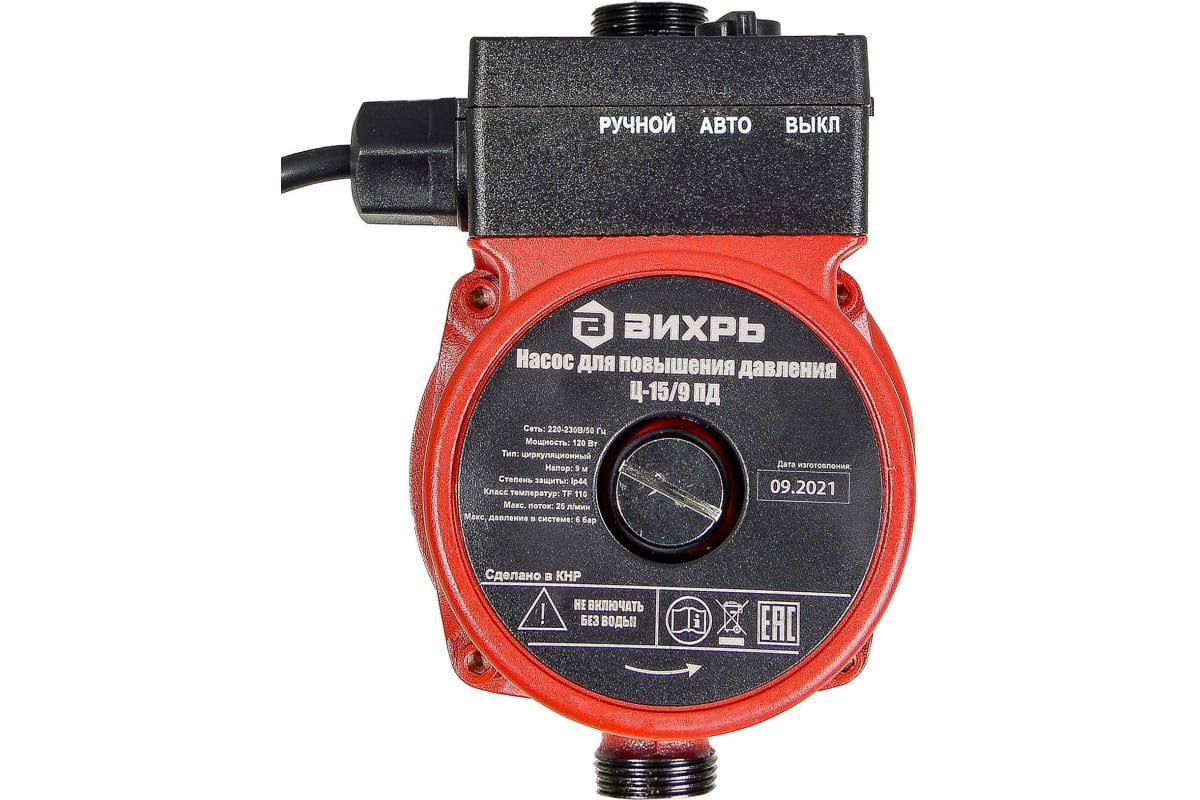 РУЧНОЙ АВТО ВЫКЛ
В ВИХРЬ
Насос для повышения давления
Ц-15/9 ПД
Сеть: 220-230В/50 Гц
Мощность: 120 Вт
Тип: циркуляционный
Напор: 9 м
Степень защиты: Ip44
Класс температур: TF 110
Макс. поток: 25 л/мин
Макс. давление в системе: 6 бар
Дата изготовления:
09.2021
Сделано в КНР
НЕ ВКЛЮЧАТЬ
БЕЗ ВОДЫ!
EAC